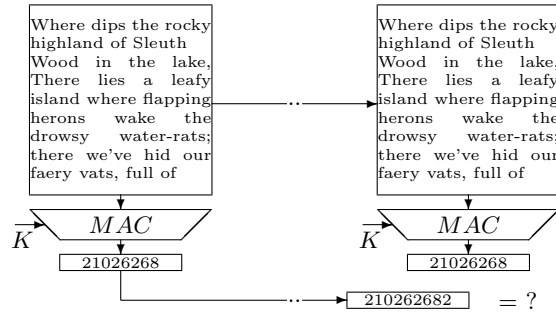 Where dips the rocky
highland of Sleuth
Wood in the lake,
There lies a leafy
island where flapping
herons wake the
drowsy water-rats;
there we've hid our
faery vats, full of
Where dips the rocky
highland of Sleuth
Wood in the lake,
There lies a leafy
island where flapping
herons wake the
drowsy water-rats;
there we've hid our
faery vats, full of
K MAC
21026268
K MAC
21026268
210262682 = ?